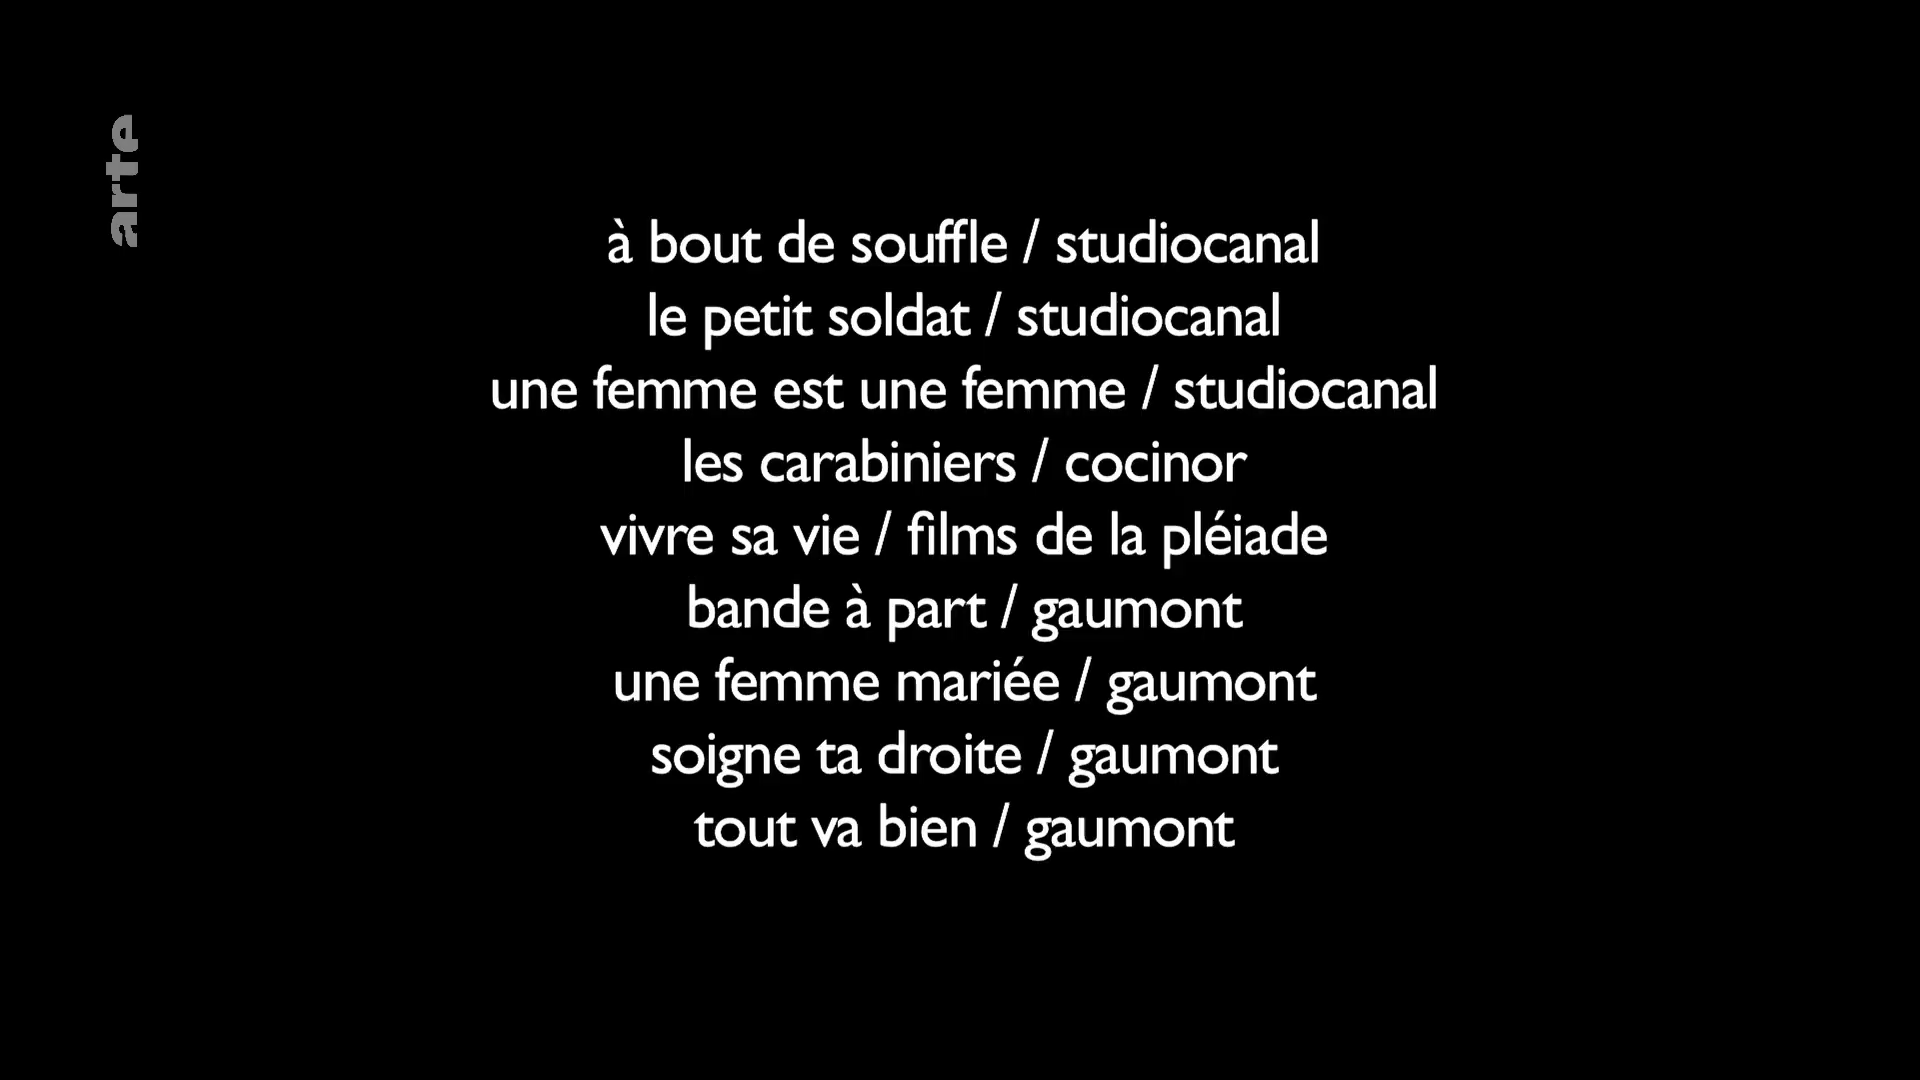 arte
à bout de souffle / studiocanal
le petit soldat / studiocanal
une femme est une femme / studiocanal
les carabiniers / cocinor
vivre sa vie / films de la pléiade
bande à part / gaumont
une femme mariée / gaumont
soigne ta droite / gaumont
tout va bien / gaumont